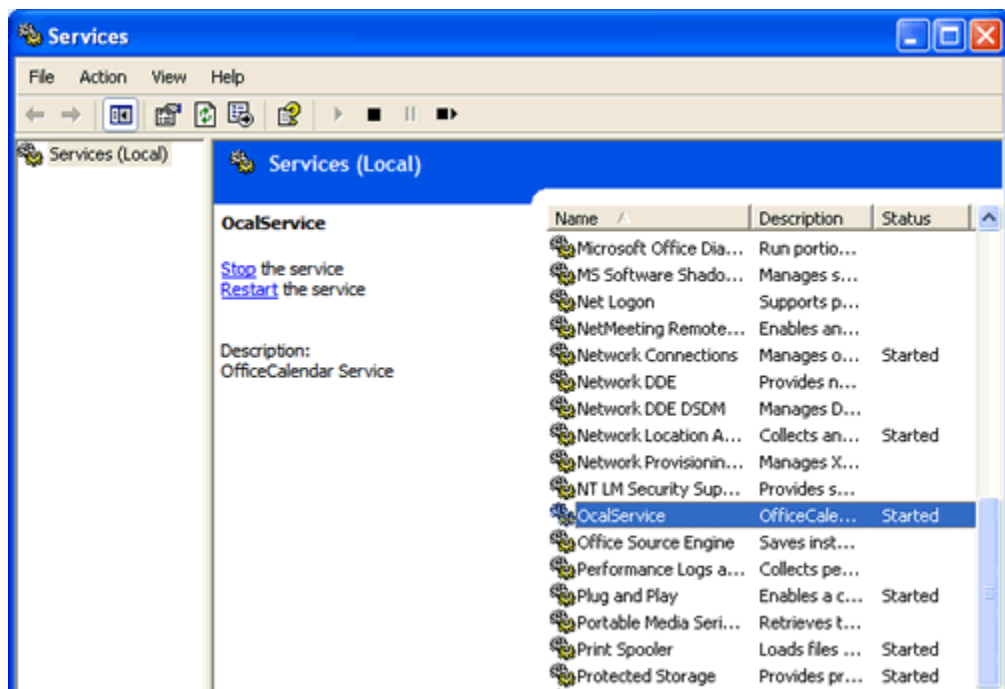 Services
File Action View Help
Services (Local)
Services (Local)
OcalService
Stop the service
Restart the service
Description:
OfficeCalendar Service
Name Description Status
Microsoft Office Dia... Run portio...
MS Software Shado... Manages s...
Net Logon Supports p...
NetMeeting Remote... Enables an...
Network Connections Manages o... Started
Network DDE Provides n...
Network DDE DSDM Manages D...
Network Location A... Collects an... Started
Network Provisionin... Manages X...
NT LM Security Sup... Provides s...
OcalService OfficeCale... Started
Office Source Engine Saves inst...
Performance Logs a... Collects pe...
Plug and Play Enables a c... Started
Portable Media Seri... Retrieves t...
Print Spooler Loads files ... Started
Protected Storage Provides pr... Started